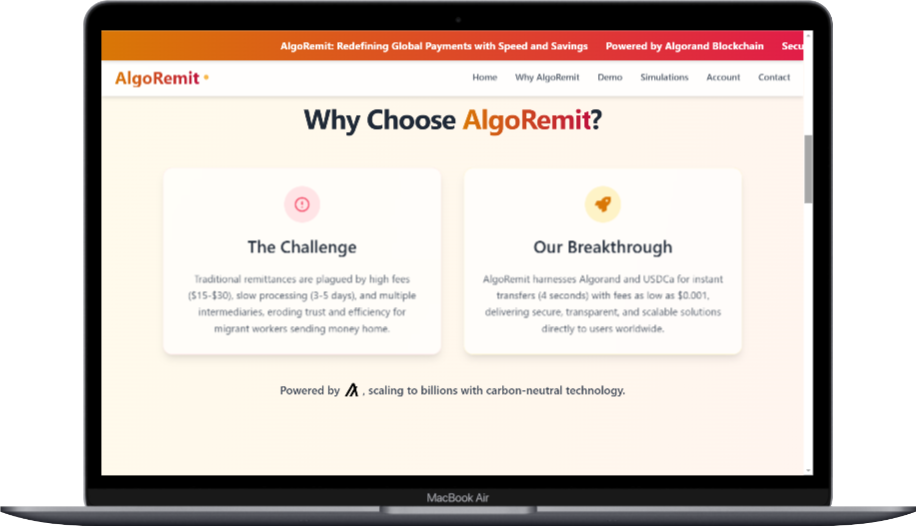 AlgoRemit: Redefining Global Payments with Speed and Savings Powered by Algorand Blockchain Secu
AlgoRemit
Home Why AlgoRemit Demo Simulations Account Contact
Why Choose AlgoRemit?
The Challenge
Traditional remittances are plagued by high fees
($15-$30), slow processing (3-5 days), and multiple
intermediaries, eroding trust and efficiency for
migrant workers sending money home.
Our Breakthrough
AlgoRemit harnesses Algorand and USDCa for instant
transfers (4 seconds) with fees as low as $0.001,
delivering secure, transparent, and scalable solutions
directly to users worldwide.
Powered by , scaling to billions with carbon-neutral technology.
MacBook Air